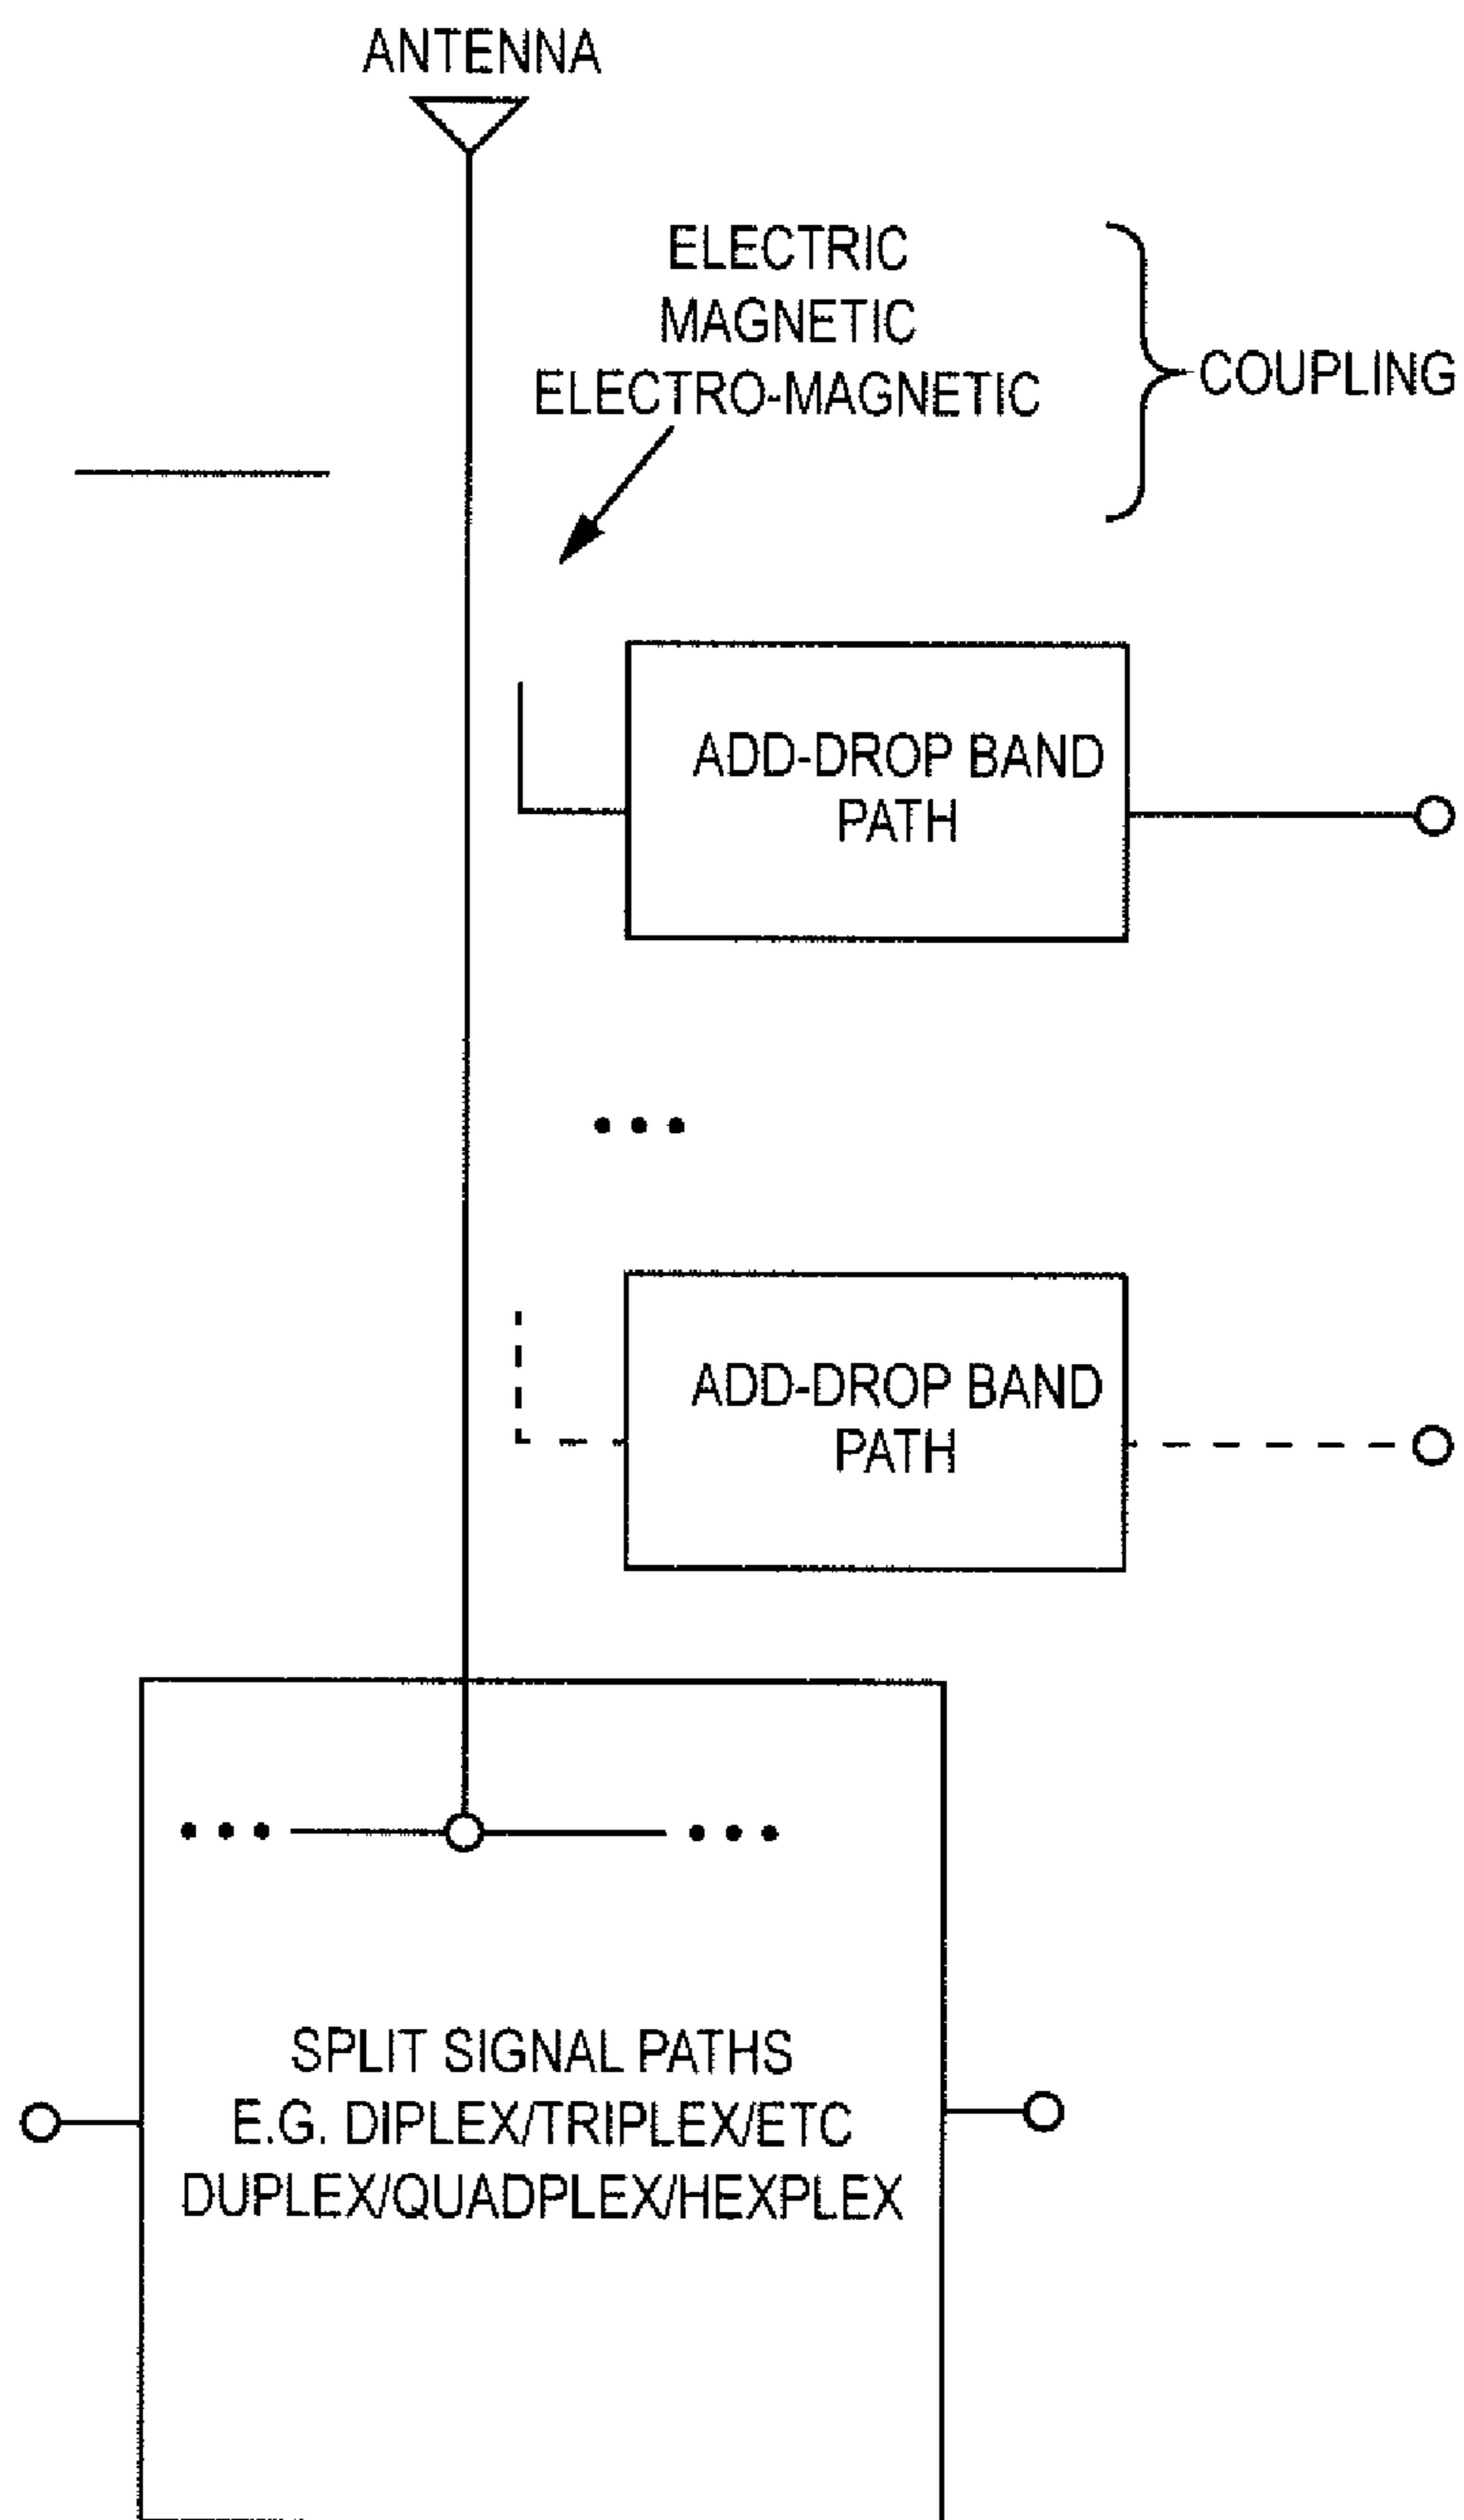 ANTENNA
ELECTRIC
MAGNETIC
ELECTRO-MAGNETIC
COUPLING
ADD-DROP BAND
PATH
ADD-DROP BAND
PATH
SPLIT SIGNAL PATHS
E.G. DIPLEX/TRIPLEX/ETC
DUPLEX/QUADPLEX/HEXPLEX